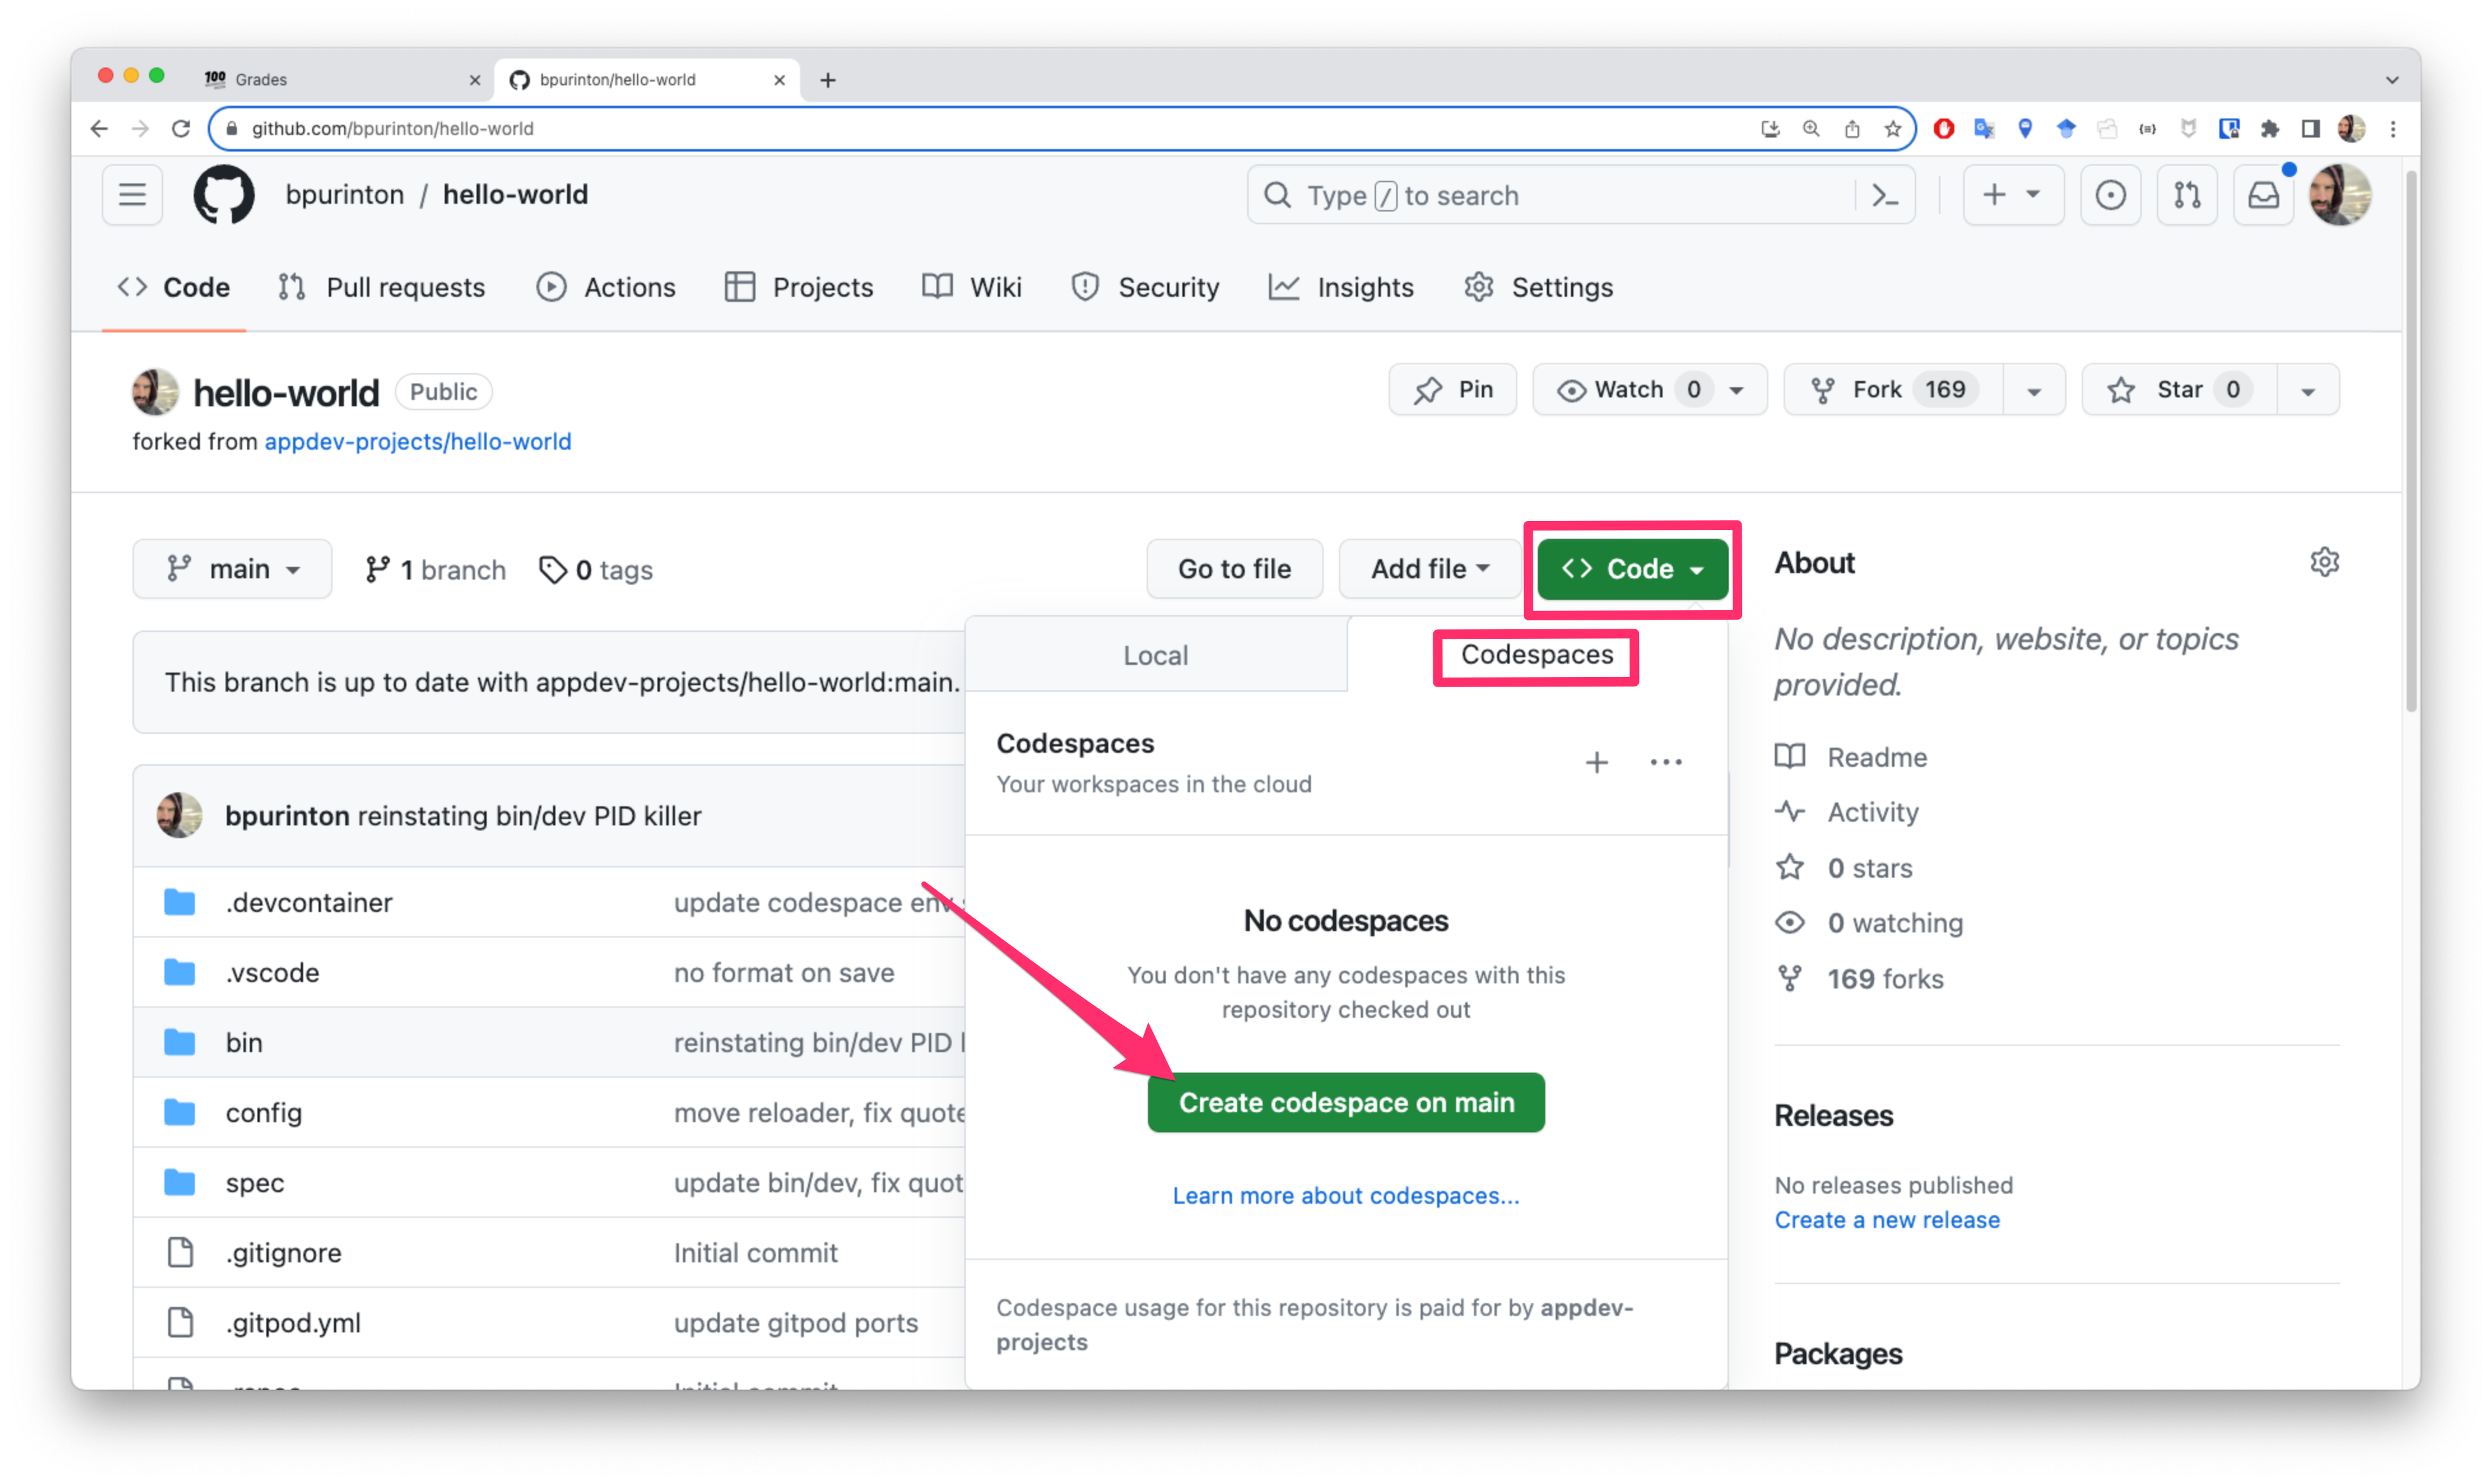 100 Grades
bpurinton/hello-world
github.com/bpurinton/hello-world
bpurinton / hello-world
Type / to search
Code
Pull requests
Actions
Projects
Wiki
Security
Insights
Settings
hello-world Public
Pin
Watch 0
Fork 169
Star 0
forked from appdev-projects/hello-world
main
1 branch
0 tags
Go to file
Add file
Code
This branch is up to date with appdev-projects/hello-world:main.
bpurinton reinstating bin/dev PID killer
.devcontainer update codespace env
.vscode no format on save
bin reinstating bin/dev PID
config move reloader, fix quote
spec update bin/dev, fix quot
.gitignore Initial commit
.gitpod.yml update gitpod ports
Local
Codespaces
Codespaces
Your workspaces in the cloud
No codespaces
You don't have any codespaces with this
repository checked out
Create codespace on main
Learn more about codespaces...
Codespace usage for this repository is paid for by appdev-
projects
About
No description, website, or topics
provided.
Readme
Activity
0 stars
0 watching
169 forks
Releases
No releases published
Create a new release
Packages